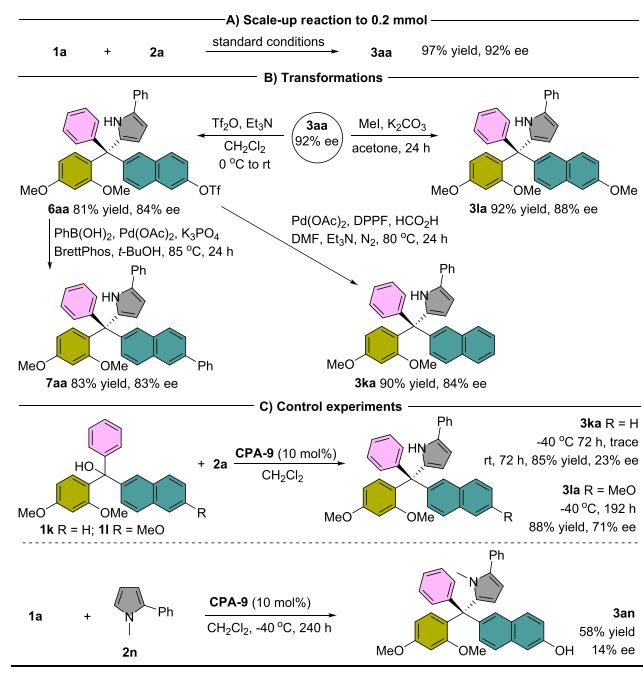 A) Scale-up reaction to 0.2 mmol
1a + 2a standard conditions 3aa 97% yield, 92% ee
B) Transformations
Ph
HN
MeO OMe OTf
6aa 81% yield, 84% ee
Tf2O, Et3N
CH2Cl2
0 °C to rt
3aa
92% ee
MeI, K2CO3
acetone, 24 h
Ph
HN
MeO OMe OMe
3la 92% yield, 88% ee
PhB(OH)2, Pd(OAc)2, K3PO4
BrettPhos, t-BuOH, 85 °C, 24 h
Pd(OAc)2, DPPF, HCO2H
DMF, Et3N, N2, 80 °C, 24 h
Ph
HN
MeO OMe Ph
7aa 83% yield, 83% ee
Ph
HN
MeO OMe
3ka 90% yield, 84% ee
C) Control experiments
HO
MeO OMe R
1k R = H; 1l R = MeO
+ 2a
CPA-9 (10 mol%)
CH2Cl2
Ph
HN
MeO OMe R
3ka R = H
-40 °C 72 h, trace
rt, 72 h, 85% yield, 23% ee
3la R = MeO
-40 °C, 192 h
88% yield, 71% ee
1a +
N
Ph
2n
CPA-9 (10 mol%)
CH2Cl2, -40 °C, 240 h
Ph
N
MeO OMe OH
3an
58% yield
14% ee